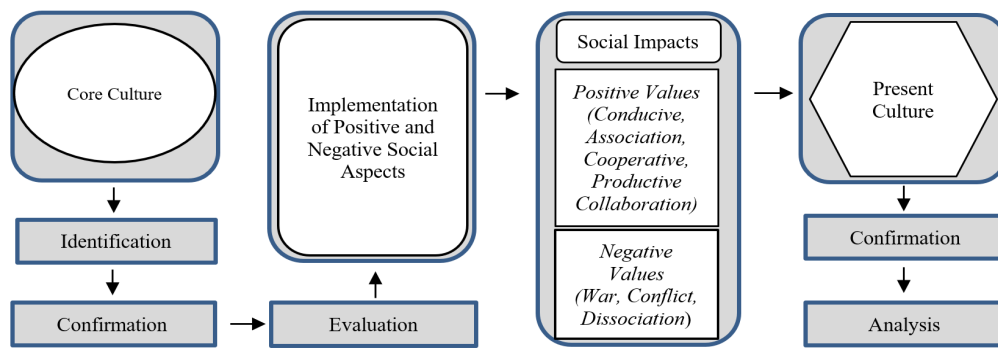 Core Culture
Identification
Confirmation
Evaluation
Implementation
of Positive and
Negative Social
Aspects
Social Impacts
Positive Values
(Conducive,
Association,
Cooperative,
Productive
Collaboration)
Negative
Values
(War, Conflict,
Dissociation)
Present
Culture
Confirmation
Analysis